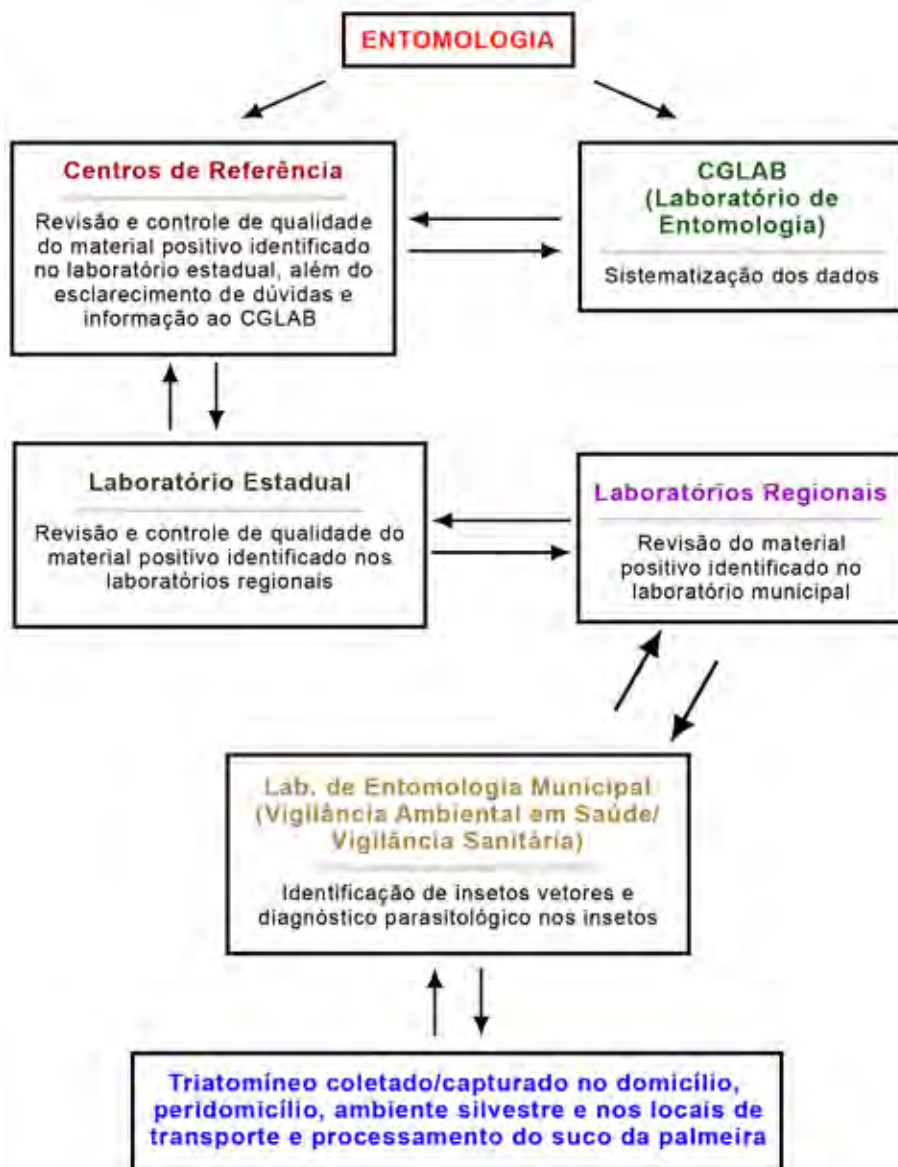 ENTOMOLOGIA
Centros de Referência
Revisão e controle de qualidade
do material positivo identificado
no laboratório estadual, além do
esclarecimento de dúvidas e
informação ao CGLAB
CGLAB
(Laboratório de
Entomologia)
Sistematização dos dados
Laboratório Estadual
Revisão e controle de qualidade do
material positivo identificado nos
laboratórios regionais
Laboratórios Regionais
Revisão do material
positivo identificado no
laboratório municipal
Lab. de Entomologia Municipal
(Vigilância Ambiental em Saúde/
Vigilância Sanitária)
Identificação de insetos vetores e
diagnóstico parasitológico nos insetos
Triatomíneo coletado/capturado no domicílio,
peridomicílio, ambiente silvestre e nos locais de
transporte e processamento do suco da palmeira